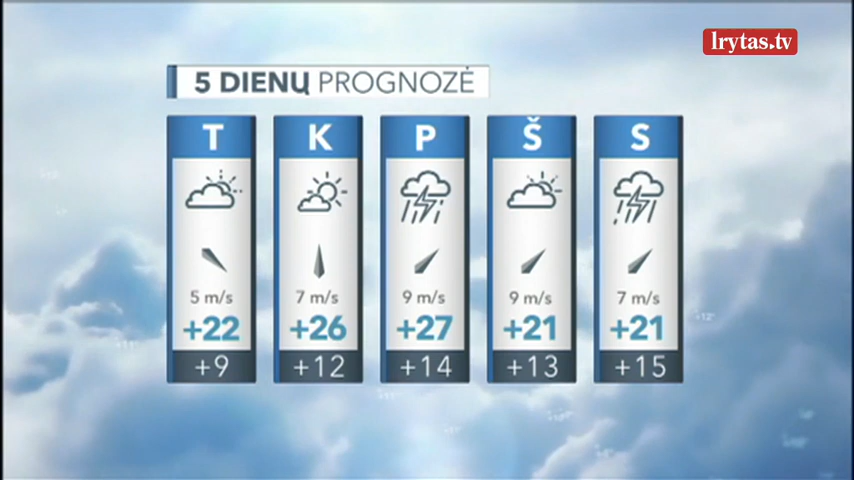 lrytas.tv
5 DIENŲ PROGNOZĖ
T K P Š S
5 m/s 7 m/s 9 m/s 9 m/s 7 m/s
+22 +26 +27 +21 +21
+9 +12 +14 +13 +15